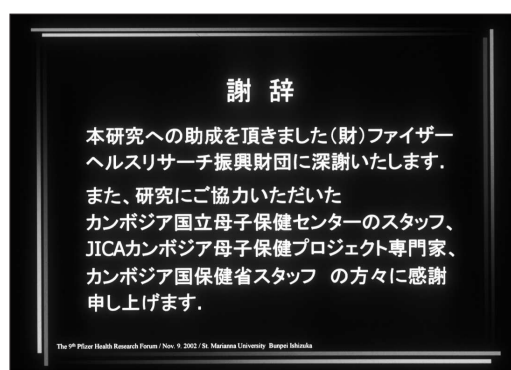 謝 辞
本研究への助成を頂きました（財）ファイザー
ヘルスリサーチ振興財団に深謝いたします.
また、研究にご協力いただいた
カンボジア国立母子保健センターのスタッフ、
JICAカンボジア母子保健プロジェクト専門家、
カンボジア国保健省スタッフ の方々に感謝
申し上げます.
The 9th Pfizer Health Research Forum / Nov. 9. 2002 / St. Marianna University Bunpei Ishizuka